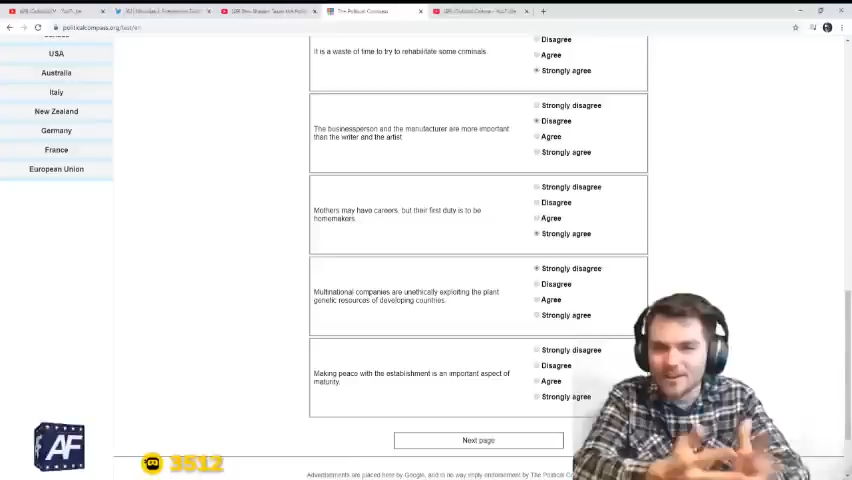 The Political Compass
politicalcompass.org/test/en
USA
Australia
Italy
New Zealand
Germany
France
European Union
It is a waste of time to try to rehabilitate some criminals.
Disagree
Agree
Strongly agree
The businessperson and the manufacturer are more important
than the writer and the artist.
Strongly disagree
Disagree
Agree
Strongly agree
Mothers may have careers, but their first duty is to be
homemakers.
Strongly disagree
Disagree
Agree
Strongly agree
Multinational companies are unethically exploiting the plant
genetic resources of developing countries.
Strongly disagree
Disagree
Agree
Strongly agree
Making peace with the establishment is an important aspect of
maturity.
Strongly disagree
Disagree
Agree
Strongly agree
Next page
AF
3512
Advertisements are placed here by Google, and in no way imply endorsement by The Political